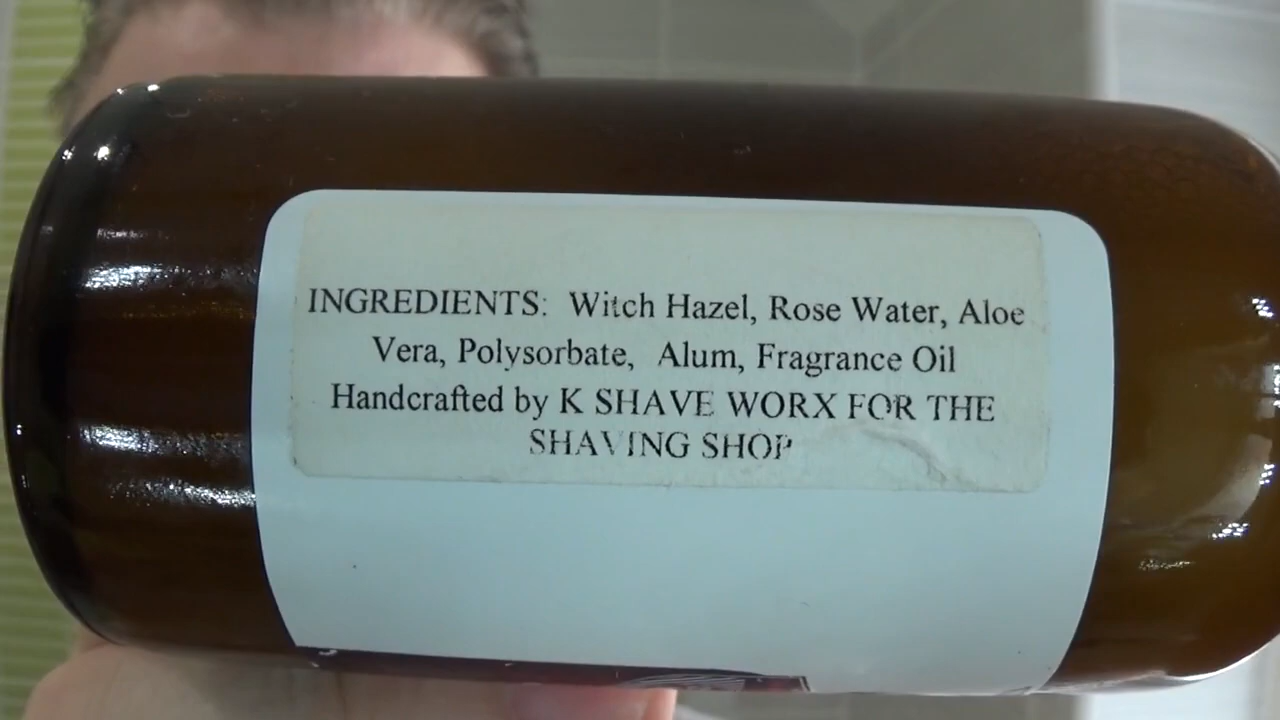 INGREDIENTS: Witch Hazel, Rose Water, Aloe
Vera, Polysorbate, Alum, Fragrance Oil
Handcrafted by K SHAVE WORX FOR THE
SHAVING SHOP